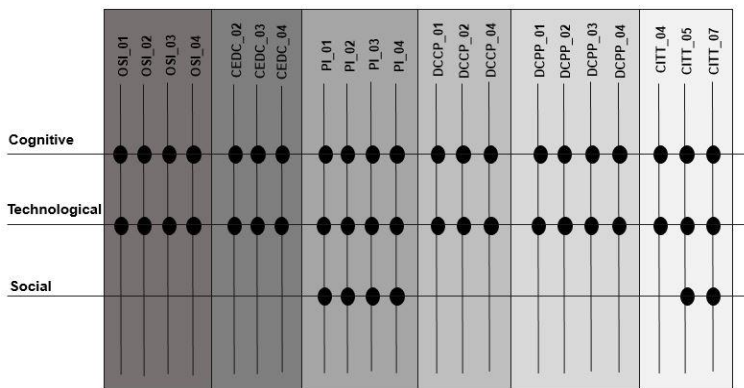 OSI_01
OSI_02
OSI_03
OSI_04
CEDC_02
CEDC_03
CEDC_04
PI_01
PI_02
PI_03
PI_04
DCCP_01
DCCP_02
DCCP_04
DCPP_01
DCPP_02
DCPP_03
DCPP_04
CITT_04
CITT_05
CITT_07
Cognitive
Technological
Social